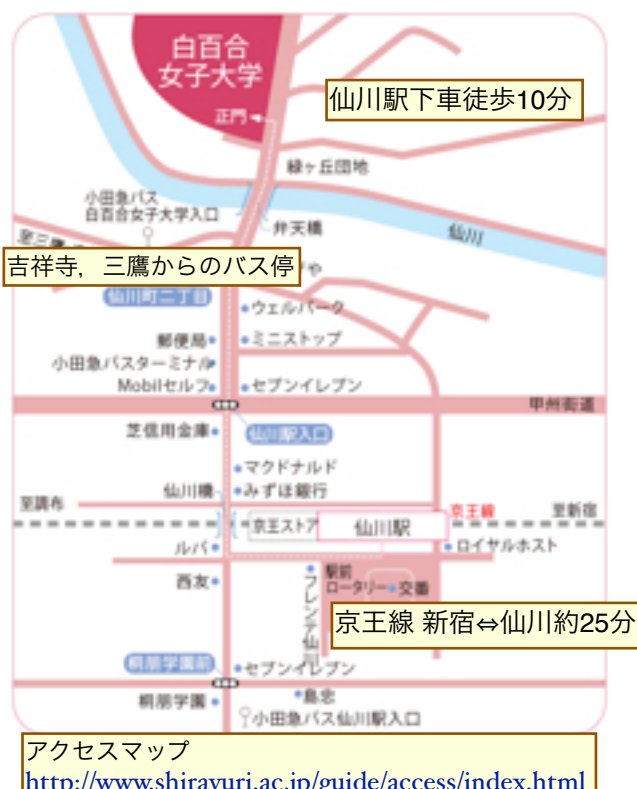 白百合
女子大学
正門
仙川駅下車徒歩10分
緑ヶ丘団地
小田急バス
白百合女子大学入口
弁天橋
仙川
至三鷹
吉祥寺，三鷹からのバス停
仙川町二丁目
ウェルパーク
郵便局
ミニストップ
小田急バスターミナル
Mobilセルフ
セブンイレブン
甲州街道
芝信用金庫
仙川駅入口
マクドナルド
仙川橋
みずほ銀行
至調布
京王線
至新宿
京王ストア
仙川駅
ルパ
ロイヤルホスト
西友
フレンテ仙川
駅前
ロータリー
交番
京王線 新宿⇔仙川約25分
桐朋学園前
セブンイレブン
桐朋学園
島忠
小田急バス仙川駅入口
アクセスマップ
http://www.shirayuri.ac.jp/guide/access/index.html